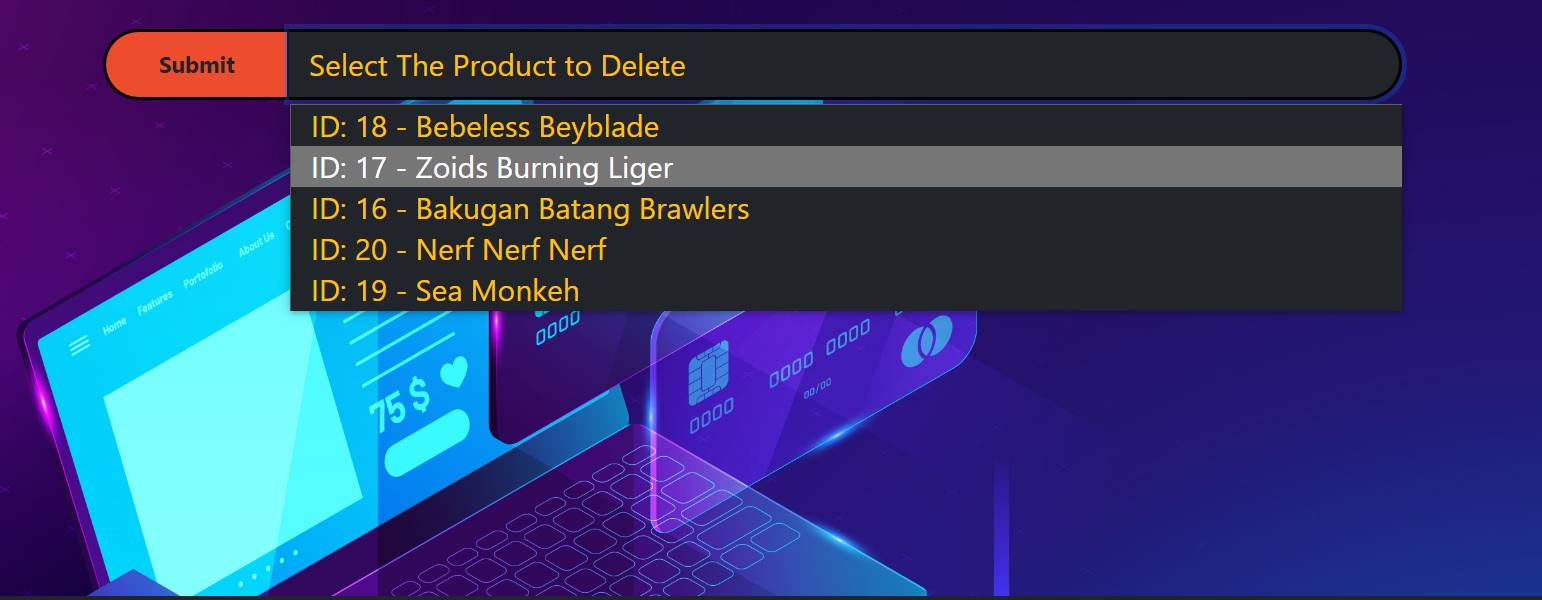 Submit
Select The Product to Delete
ID: 18 - Bebeless Beyblade
ID: 17 - Zoids Burning Liger
ID: 16 - Bakugan Batang Brawlers
ID: 20 - Nerf Nerf Nerf
ID: 19 - Sea Monkeh
Home Features Portofolio About Us
75 $
0000
0000 0000
00/00
0000